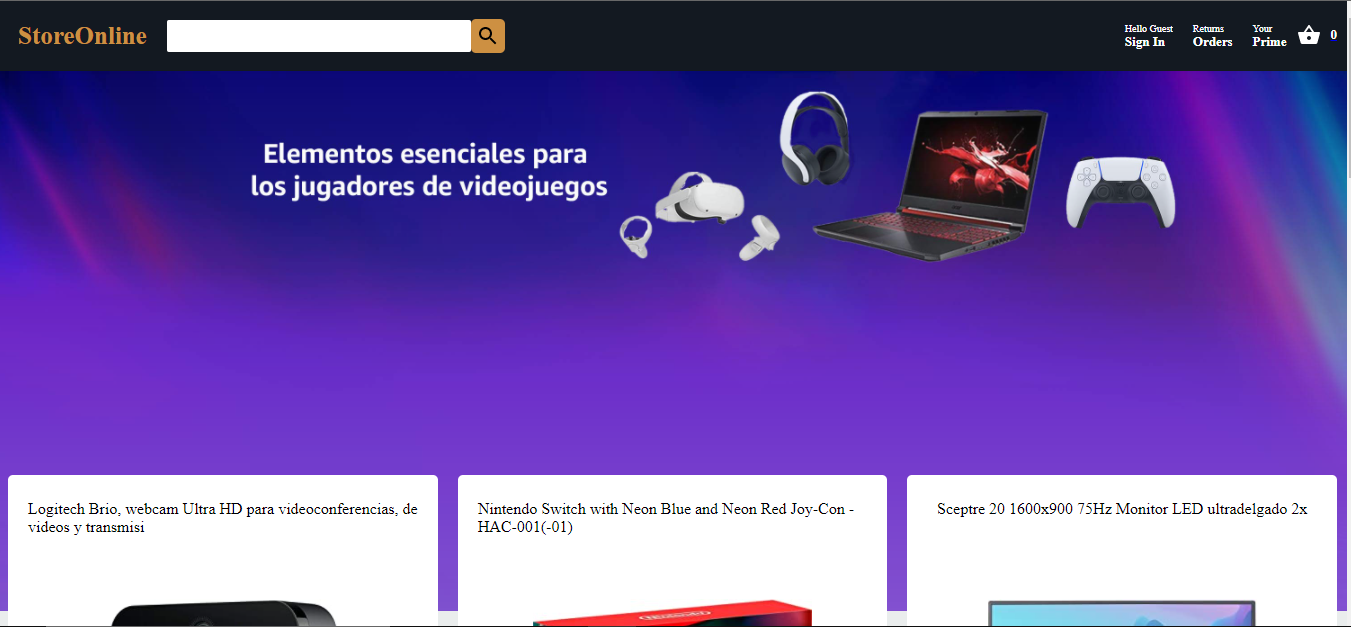 StoreOnline
Hello Guest
Sign In
Returns
Orders
Your
Prime
0
Elementos esenciales para
los jugadores de videojuegos
Logitech Brio, webcam Ultra HD para videoconferencias, de
videos y transmisi
Nintendo Switch with Neon Blue and Neon Red Joy-Con -
HAC-001(-01)
Sceptre 20 1600x900 75Hz Monitor LED ultradelgado 2x